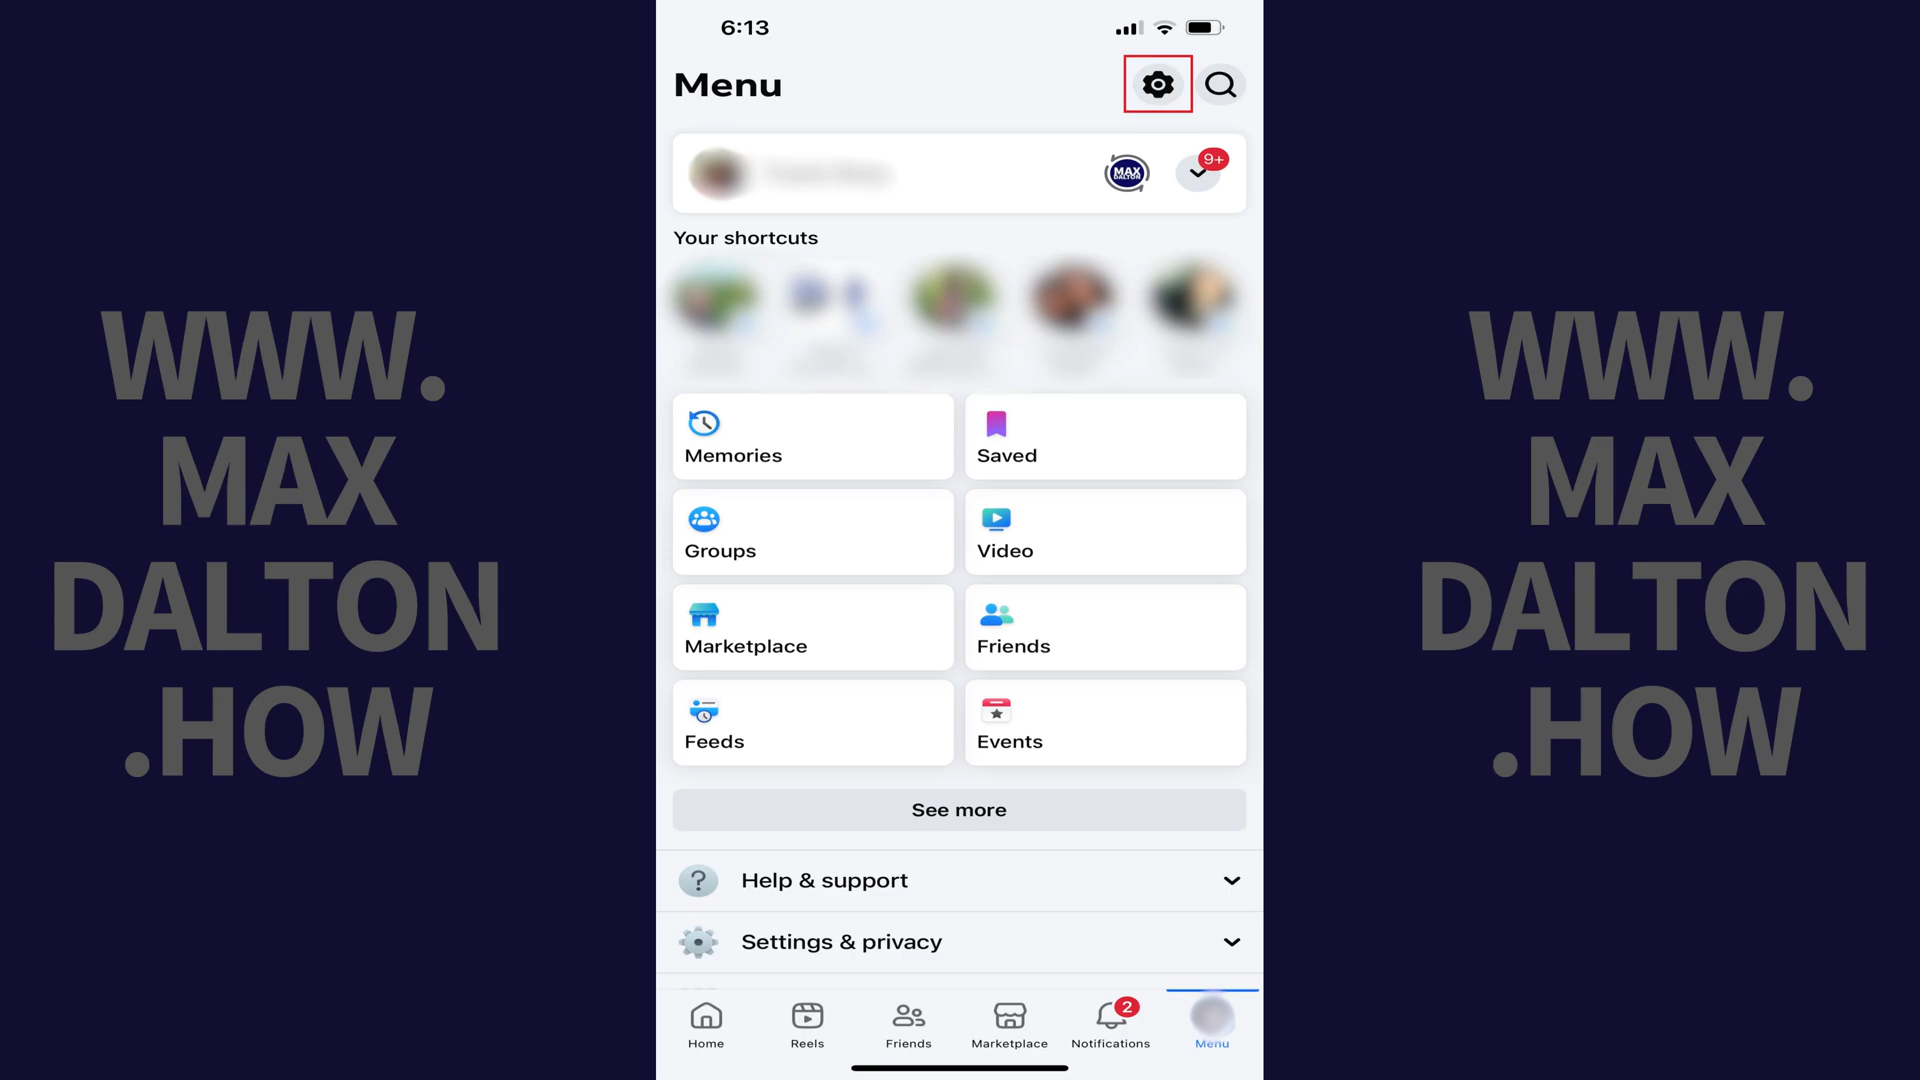 6:13
Menu
MAX
DALTON
9+
Your shortcuts
Memories
Saved
Groups
Video
Marketplace
Friends
Feeds
Events
See more
Help & support
Settings & privacy
2
Home
Reels
Friends
Marketplace
Notifications
Menu
WWW.
MAX
DALTON
.HOW
WWW.
MAX
DALTON
.HOW